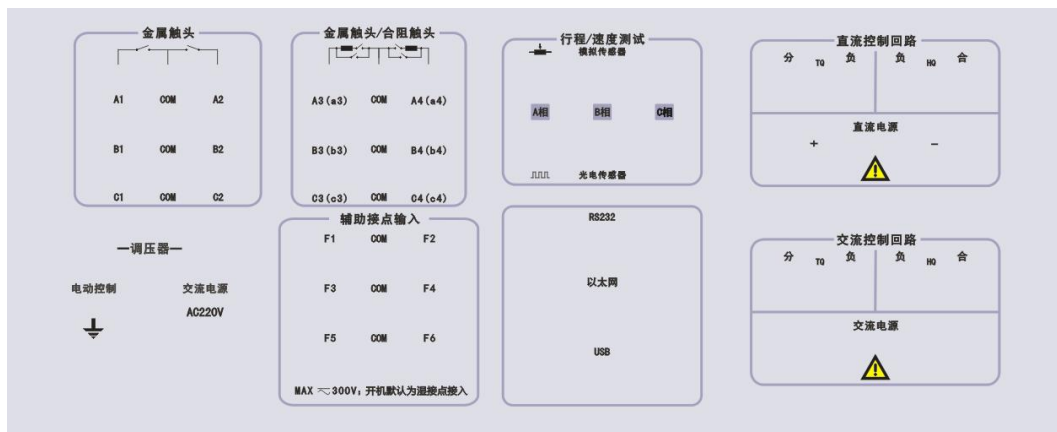 金属触头
A1 COM A2
B1 COM B2
C1 COM C2
金属触头/合阻触头
A3(a3) COM A4(a4)
B3(b3) COM B4(b4)
C3(c3) COM C4(c4)
行程/速度测试
模拟传感器
A相 B相 C相
光电传感器
直流控制回路
分 TQ 负 负 HQ 合
直流电源
+ −
调压器
电动控制 交流电源
AC220V
辅助接点输入
F1 COM F2
F3 COM F4
F5 COM F6
MAX ⏦300V；开机默认为湿接点接入
RS232
以太网
USB
交流控制回路
分 TQ 负 负 HQ 合
交流电源